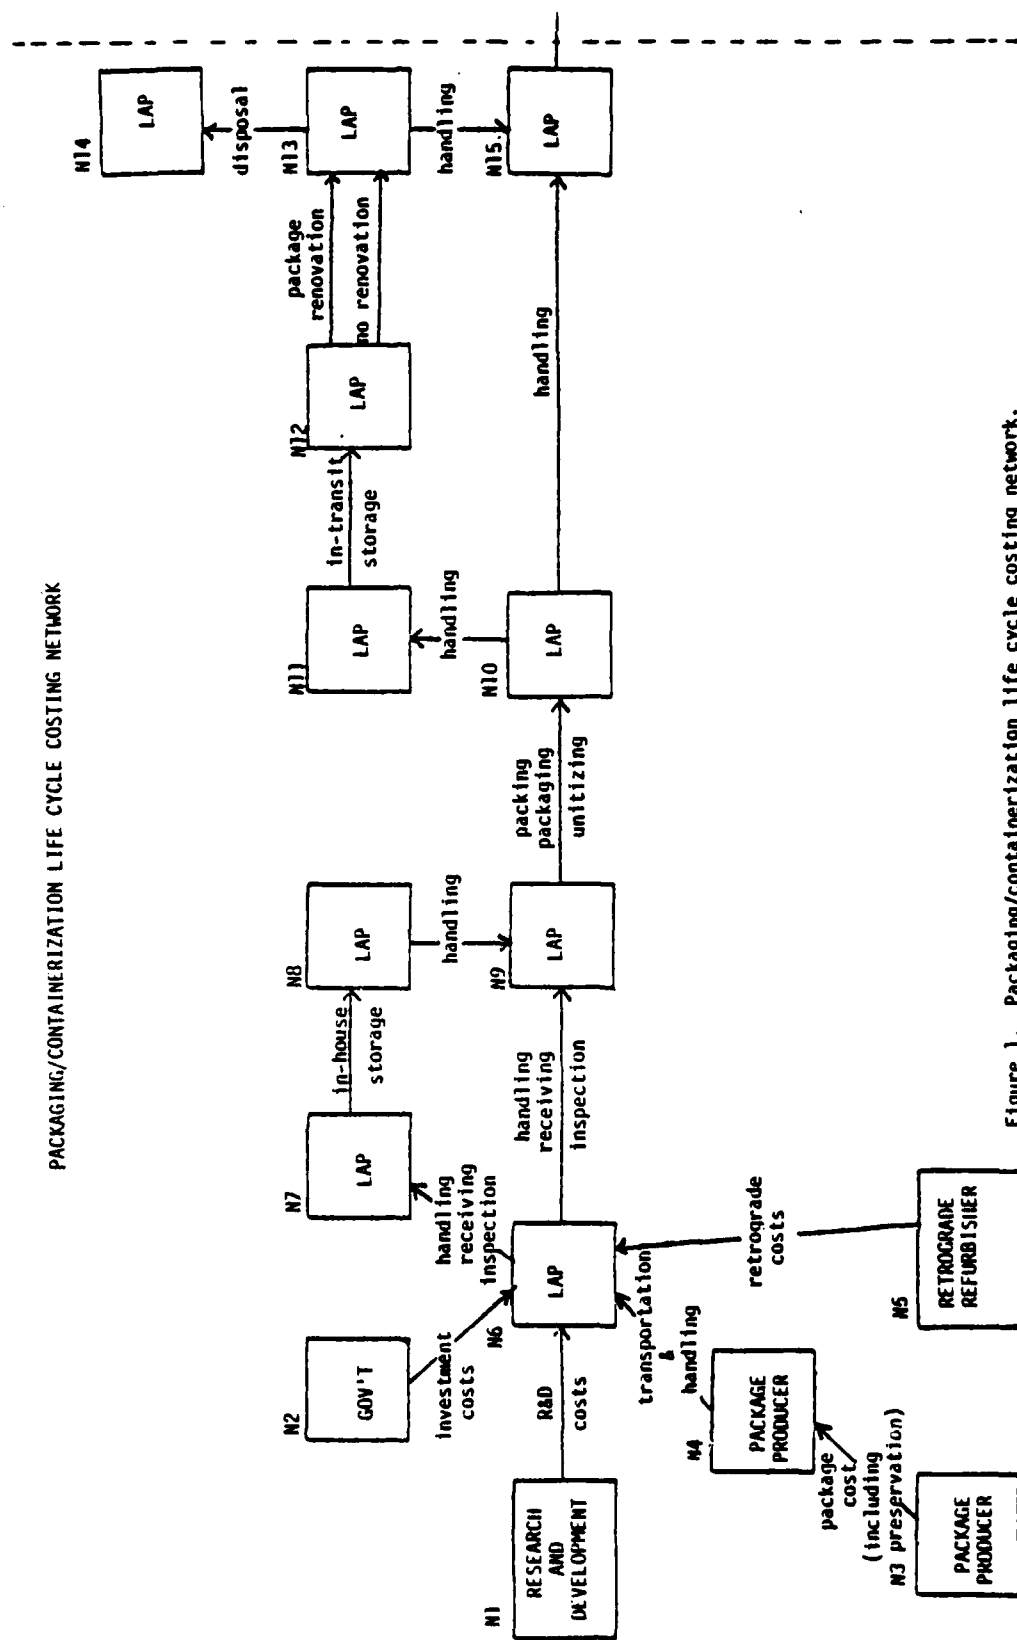 PACKAGING/CONTAINERIZATION LIFE CYCLE COSTING NETWORK
N14
LAP
disposal
N2
GOV'T
investment
costs
N7
LAP
handling
receiving
inspection
in-house
storage
N8
LAP
handling
N11
LAP
handling
in-transit
storage
N12
LAP
package
renovation
no renovation
N13
LAP
handling
N1
RESEARCH
AND
DEVELOPMENT
R&D
costs
N6
LAP
handling
receiving
inspection
N9
LAP
packing
packaging
unitizing
N10
LAP
handling
N15.
LAP
transportation
&
handling
retrograde
costs
N4
PACKAGE
PRODUCER
package
cost
(including
N3 preservation)
PACKAGE
PRODUCER
N5
RETROGRADE
REFURBISHER
Figure 1. Packaging/containerization life cycle costing network.